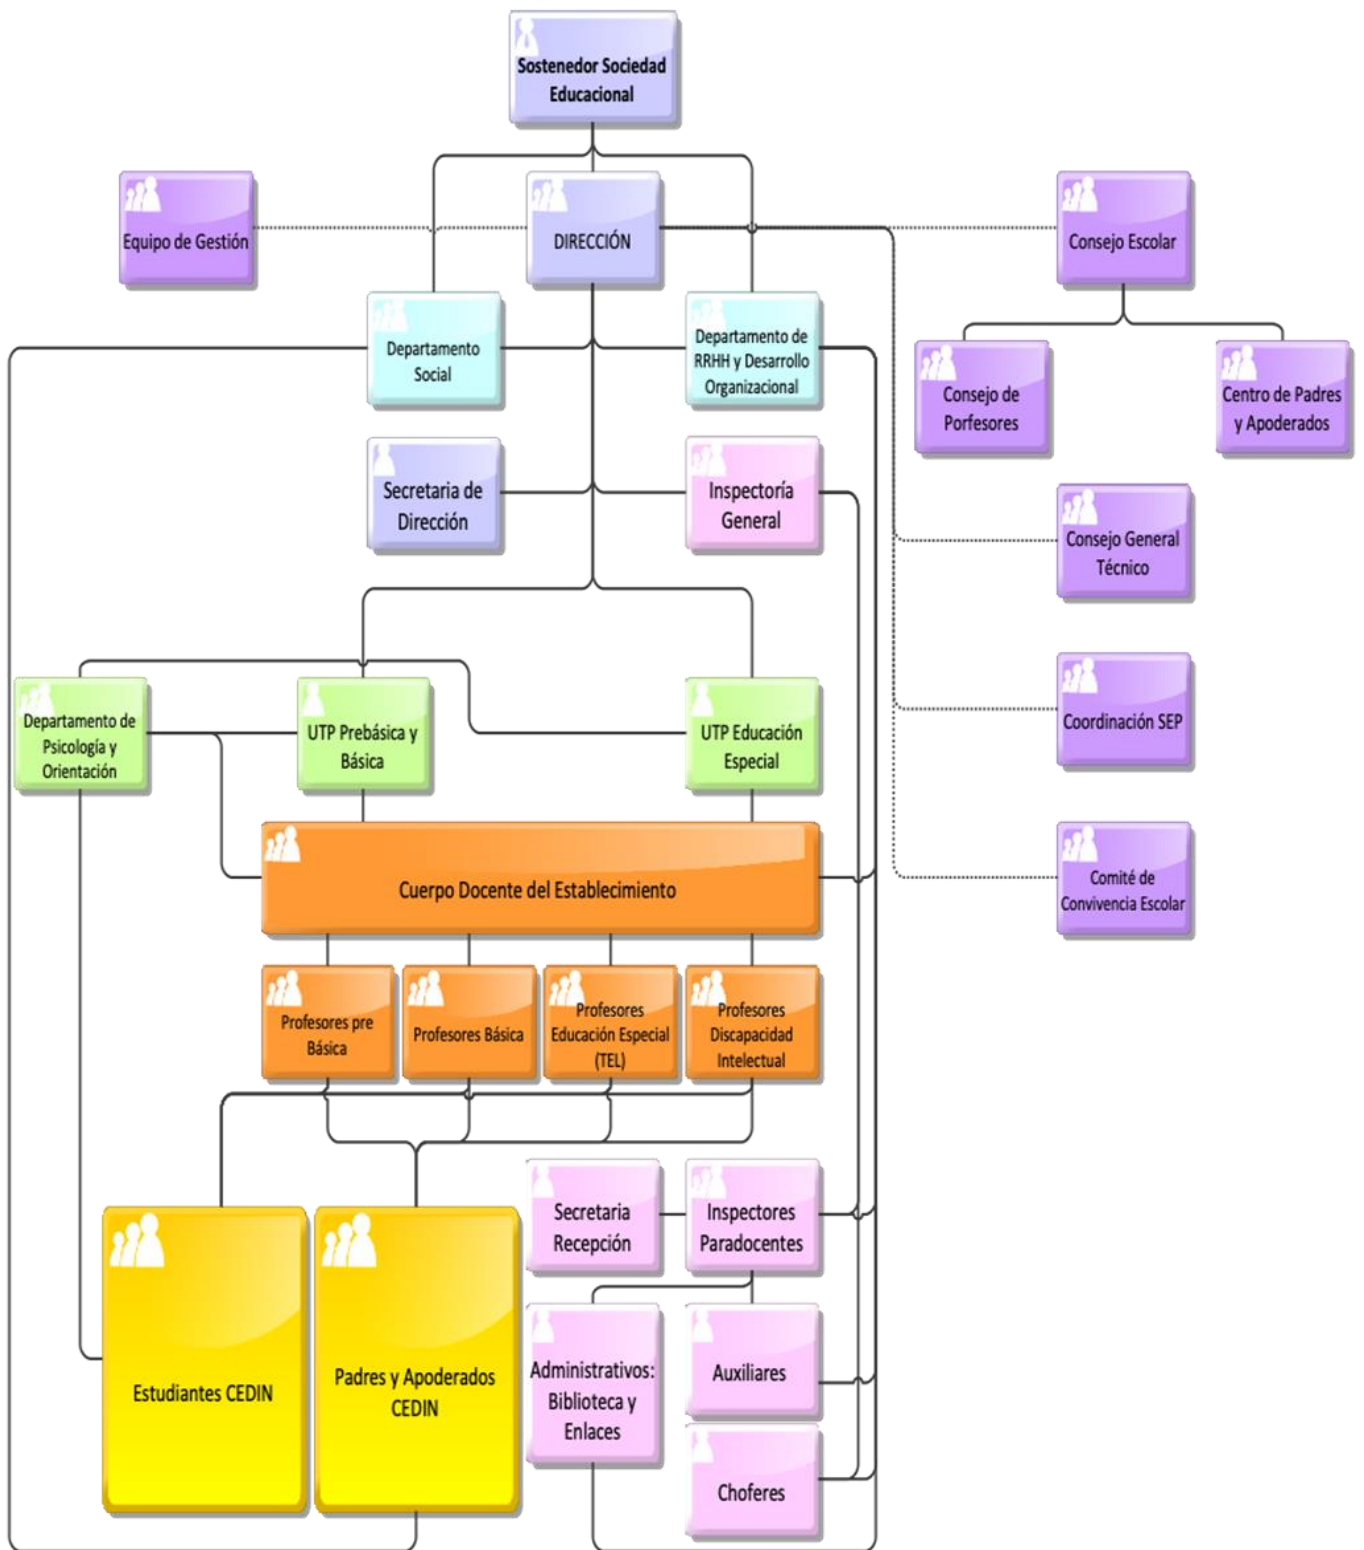 Sostenedor Sociedad
Educacional
Equipo de Gestión
DIRECCIÓN
Consejo Escolar
Departamento
Social
Departamento de
RRHH y Desarrollo
Organizacional
Consejo de
Porfesores
Centro de Padres
y Apoderados
Secretaria de
Dirección
Inspectoría
General
Consejo General
Técnico
Departamento de
Psicología y
Orientación
UTP Prebásica y
Básica
UTP Educación
Especial
Coordinación SEP
Cuerpo Docente del Establecimiento
Comité de
Convivencia Escolar
Profesores pre
Básica
Profesores Básica
Profesores
Educación Especial
(TEL)
Profesores
Discapacidad
Intelectual
Secretaria
Recepción
Inspectores
Paradocentes
Estudiantes CEDIN
Padres y Apoderados
CEDIN
Administrativos:
Biblioteca y
Enlaces
Auxiliares
Choferes